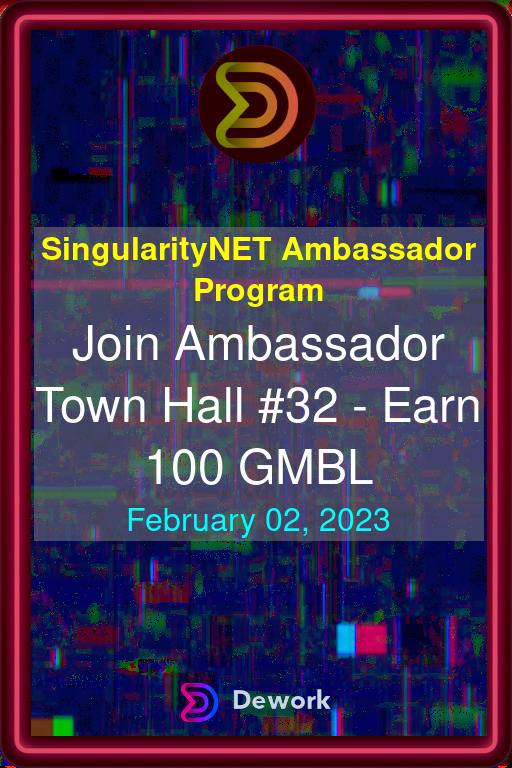 SingularityNET Ambassador
Program
Join Ambassador
Town Hall #32 - Earn
100 GMBL
February 02, 2023
Dework